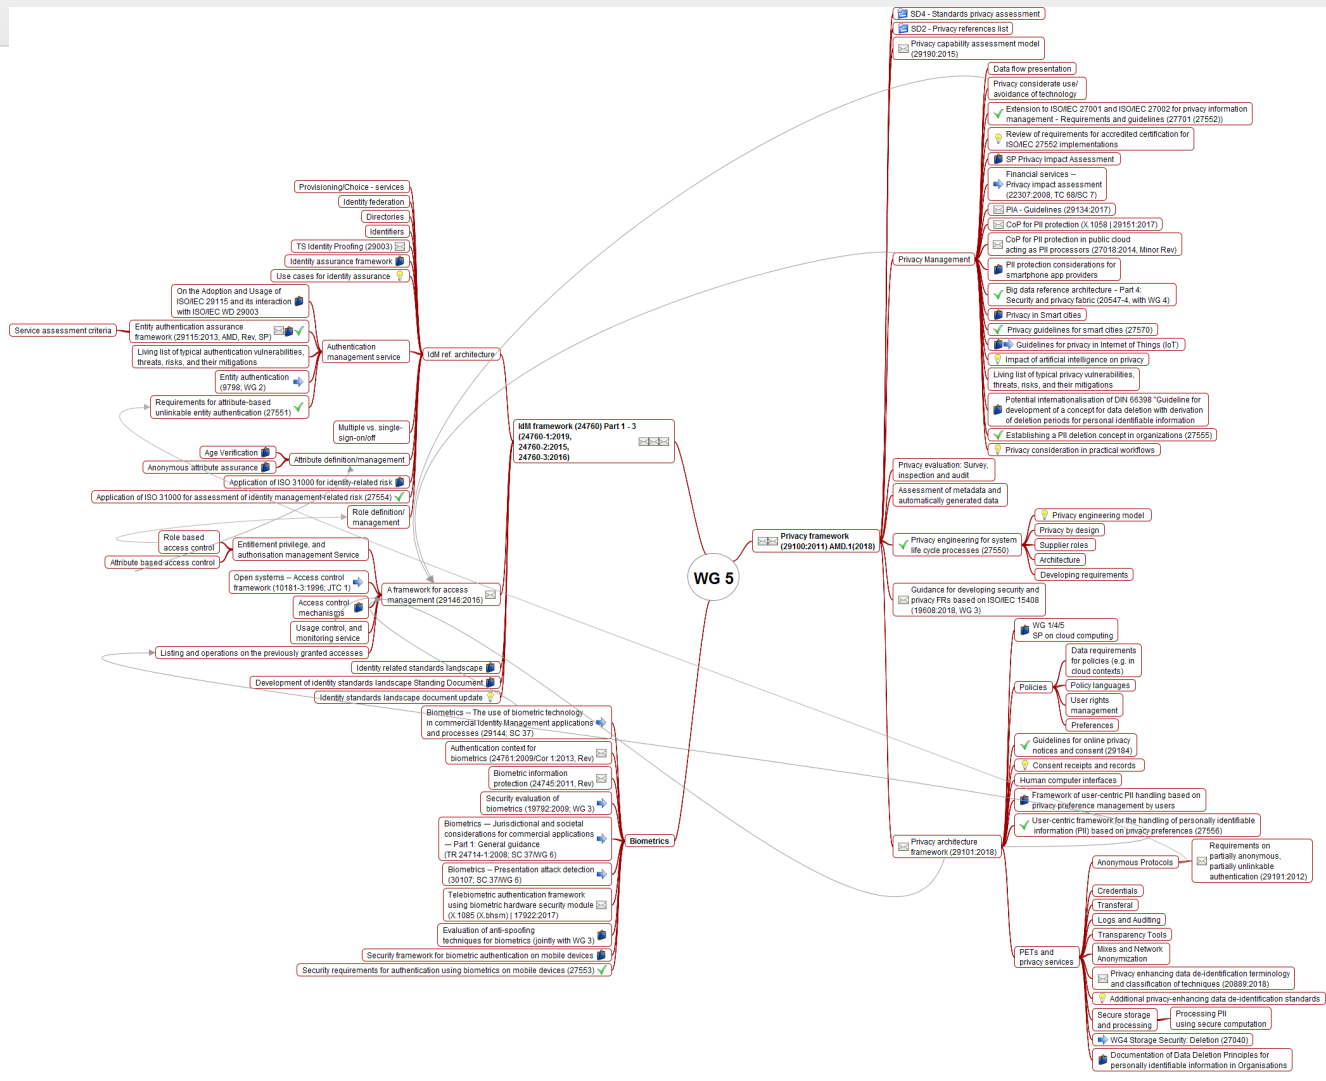 SD4 - Standards privacy assessment
SD2 - Privacy references list
Privacy capability assessment model
(29190:2015)
Data flow presentation
Privacy considerate use/
avoidance of technology
Extension to ISO/IEC 27001 and ISO/IEC 27002 for privacy information
management - Requirements and guidelines (27701 (27552))
Review of requirements for accredited certification for
ISO/IEC 27552 implementations
SP Privacy Impact Assessment
Financial services --
Privacy impact assessment
(22307:2008, TC 68/SC 7)
PIA - Guidelines (29134:2017)
CoP for PII protection (X.1058 | 29151:2017)
CoP for PII protection in public cloud
acting as PII processors (27018:2014, Minor Rev)
Privacy Management
PII protection considerations for
smartphone app providers
Big data reference architecture - Part 4:
Security and privacy fabric (20547-4, with WG 4)
Privacy in Smart cities
Privacy guidelines for smart cities (27570)
Guidelines for privacy in Internet of Things (IoT)
Impact of artificial intelligence on privacy
Living list of typical privacy vulnerabilities,
threats, risks, and their mitigations
Potential internationalisation of DIN 66398 "Guideline for
development of a concept for data deletion with derivation
of deletion periods for personal identifiable information
Establishing a PII deletion concept in organizations (27555)
Privacy consideration in practical workflows
Privacy evaluation: Survey,
inspection and audit
Assessment of metadata and
automatically generated data
Privacy framework
(29100:2011) AMD.1(2018)
Privacy engineering for system
life cycle processes (27550)
Privacy engineering model
Privacy by design
Supplier roles
Architecture
Developing requirements
Guidance for developing security and
privacy FRs based on ISO/IEC 15408
(19608:2018, WG 3)
WG 1/4/5
SP on cloud computing
Policies
Data requirements
for policies (e.g. in
cloud contexts)
Policy languages
User rights
management
Preferences
Guidelines for online privacy
notices and consent (29184)
Consent receipts and records
Human computer interfaces
Framework of user-centric PII handling based on
privacy preference management by users
User-centric framework for the handling of personally identifiable
information (PII) based on privacy preferences (27556)
Privacy architecture
framework (29101:2018)
Anonymous Protocols
Requirements on
partially anonymous,
partially unlinkable
authentication (29191:2012)
Credentials
Transferal
Logs and Auditing
Transparency Tools
Mixes and Network
Anonymization
PETs and
privacy services
Privacy enhancing data de-identification terminology
and classification of techniques (20889:2018)
Additional privacy-enhancing data de-identification standards
Secure storage
and processing
Processing PII
using secure computation
WG4 Storage Security: Deletion (27040)
Documentation of Data Deletion Principles for
personally identifiable information in Organisations
WG 5
Provisioning/Choice - services
Identity federation
Directories
Identifiers
TS Identity Proofing (29003)
Identity assurance framework
Use cases for identity assurance
On the Adoption and Usage of
ISO/IEC 29115 and its interaction
with ISO/IEC WD 29003
Service assessment criteria
Entity authentication assurance
framework (29115:2013, AMD, Rev, SP)
Authentication
management service
IdM ref. architecture
Living list of typical authentication vulnerabilities,
threats, risks, and their mitigations
Entity authentication
(9798; WG 2)
Requirements for attribute-based
unlinkable entity authentication (27551)
Multiple vs. single-
sign-on/off
IdM framework (24760) Part 1 - 3
(24760-1:2019,
24760-2:2015,
24760-3:2016)
Age Verification
Anonymous attribute assurance
Attribute definition/management
Application of ISO 31000 for identity-related risk
Application of ISO 31000 for assessment of identity management-related risk (27554)
Role definition/
management
Role based
access control
Attribute based access control
Entitlement privilege, and
authorisation management Service
Open systems -- Access control
framework (10181-3:1996; JTC 1)
A framework for access
management (29146:2016)
Access control
mechanisms
Usage control, and
monitoring service
Listing and operations on the previously granted accesses
Identity related standards landscape
Development of identity standards landscape Standing Document
Identity standards landscape document update
Biometrics -- The use of biometric technology
in commercial Identity Management applications
and processes (29144; SC 37)
Authentication context for
biometrics (24761:2009/Cor 1:2013, Rev)
Biometric information
protection (24745:2011, Rev)
Security evaluation of
biometrics (19792:2009; WG 3)
Biometrics — Jurisdictional and societal
considerations for commercial applications
— Part 1: General guidance
(TR 24714-1:2008; SC 37/WG 6)
Biometrics
Biometrics -- Presentation attack detection
(30107; SC 37/WG 6)
Telebiometric authentication framework
using biometric hardware security module
(X.1085 (X.bhsm) | 17922:2017)
Evaluation of anti-spoofing
techniques for biometrics (jointly with WG 3)
Security framework for biometric authentication on mobile devices
Security requirements for authentication using biometrics on mobile devices (27553)